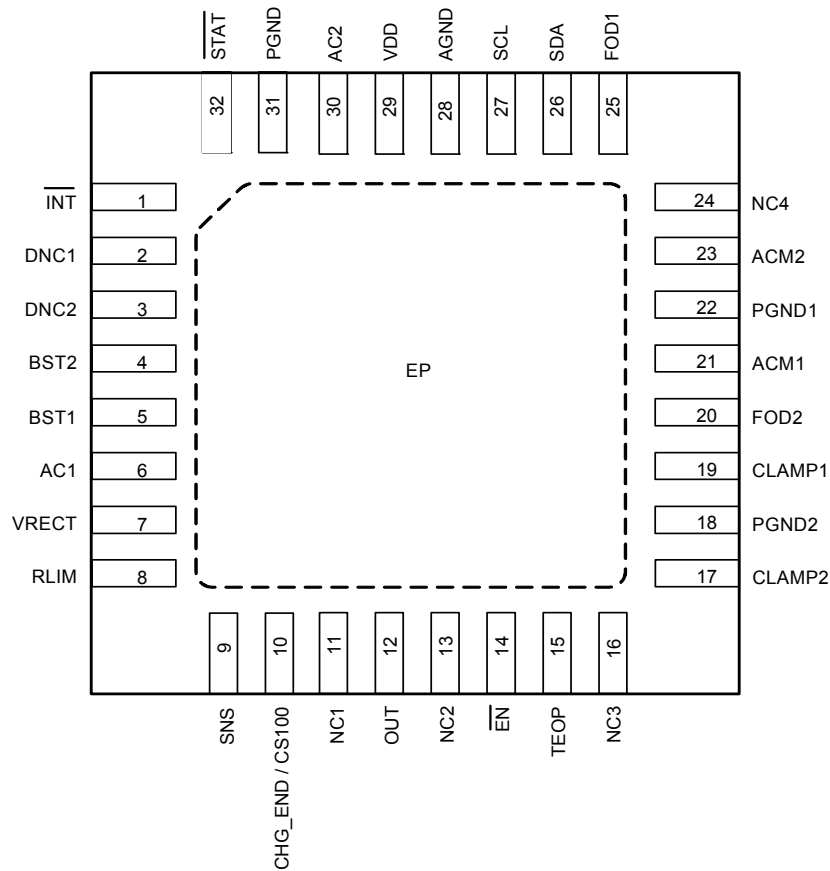 STAT
PGND
AC2
VDD
AGND
SCL
SDA
FOD1
32
31
30
29
28
27
26
25
INT 1
DNC1 2
DNC2 3
BST2 4
BST1 5
AC1 6
VRECT 7
RLIM 8
EP
24 NC4
23 ACM2
22 PGND1
21 ACM1
20 FOD2
19 CLAMP1
18 PGND2
17 CLAMP2
9
10
11
12
13
14
15
16
SNS
CHG_END / CS100
NC1
OUT
NC2
EN
TEOP
NC3